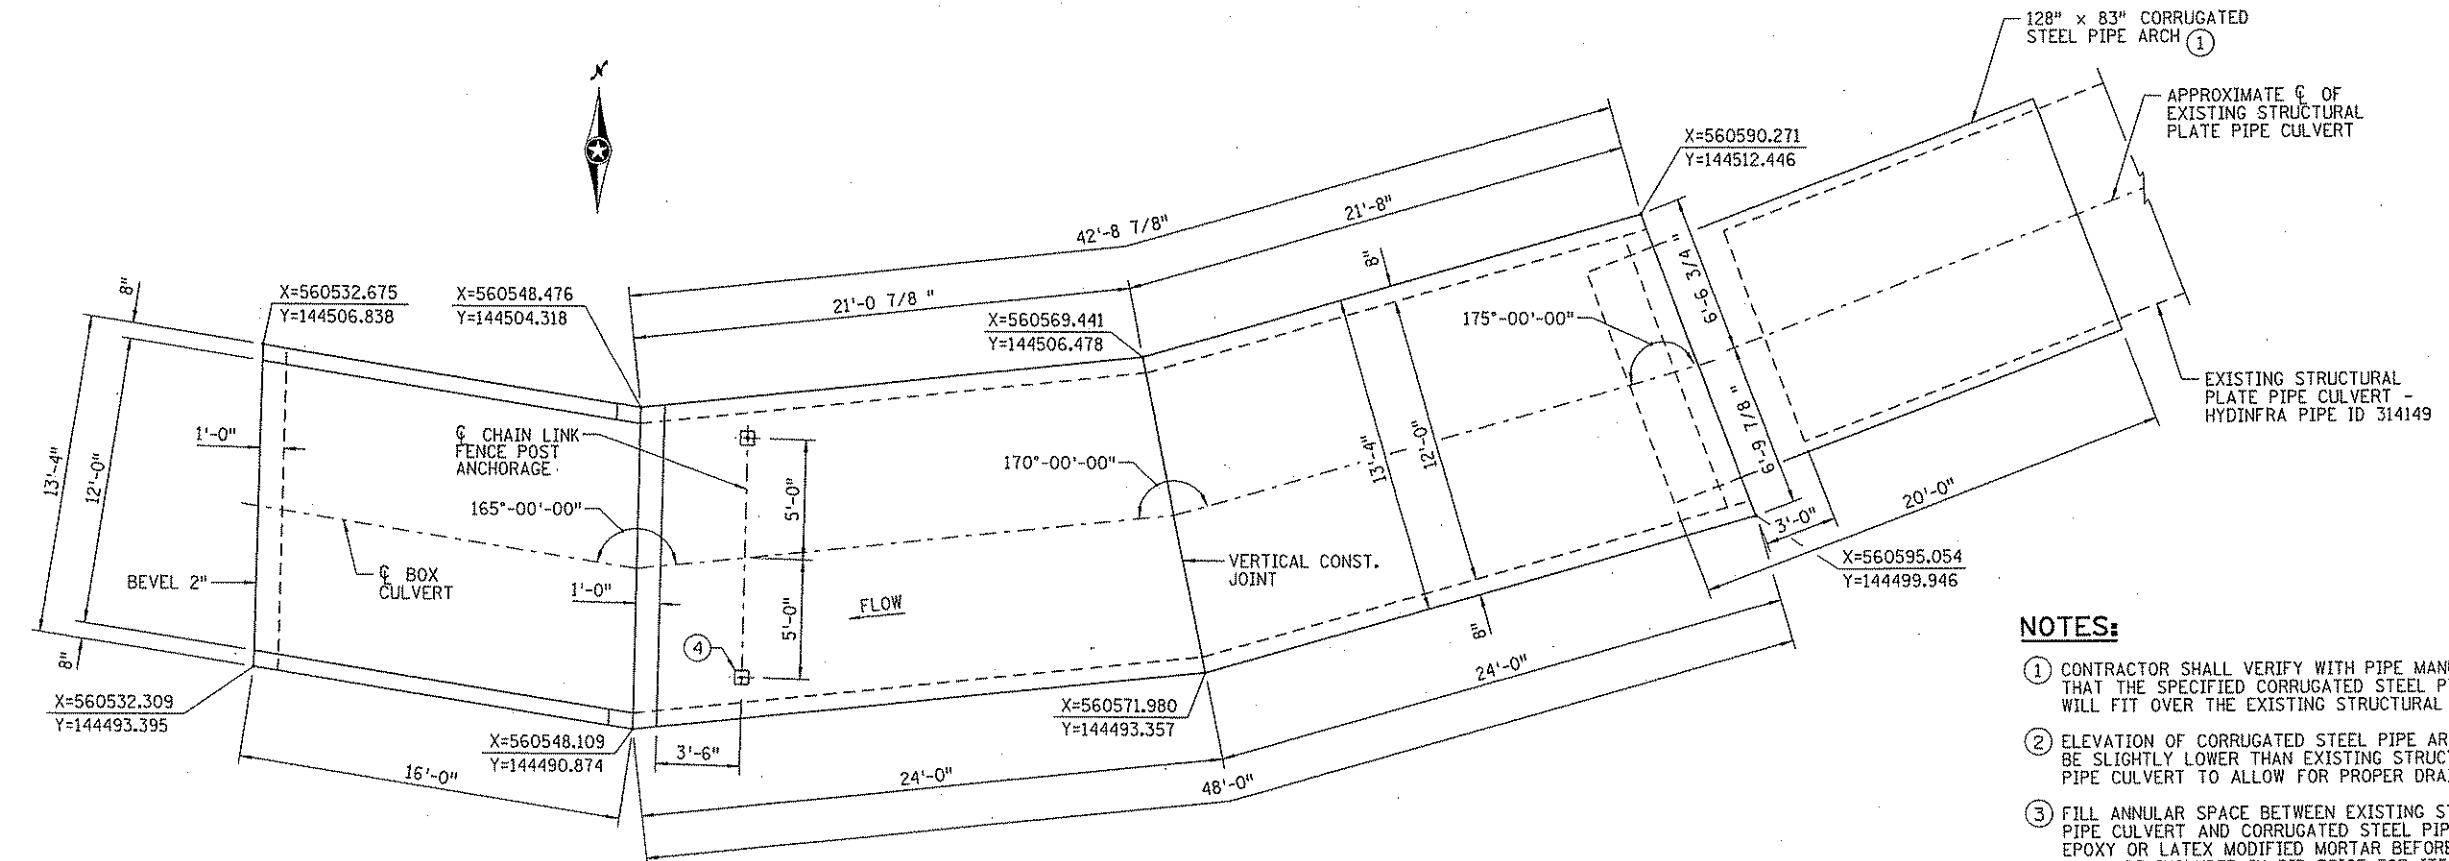 128" x 83" CORRUGATED
STEEL PIPE ARCH ①
APPROXIMATE ℄ OF
EXISTING STRUCTURAL
PLATE PIPE CULVERT
N
X=560590.271
Y=144512.446
42'-8 7/8"
21'-8"
21'-0 7/8 "
8"
8"
X=560532.675
Y=144506.838
X=560548.476
Y=144504.318
X=560569.441
Y=144506.478
175°-00'-00"
6'-6 3/4"
6'-9 7/8 "
EXISTING STRUCTURAL
PLATE PIPE CULVERT -
HYDINFRA PIPE ID 314149
13'-4"
12'-0"
1'-0"
℄ CHAIN LINK
FENCE POST
ANCHORAGE
165°-00'-00"
170°-00'-00"
5'-0"
5'-0"
13'-4"
12'-0"
20'-0"
3'-0"
BEVEL 2"
℄ BOX
CULVERT
1'-0"
FLOW
VERTICAL CONST.
JOINT
X=560595.054
Y=144499.946
④
8"
8"
X=560532.309
Y=144493.395
X=560548.109
Y=144490.874
3'-6"
X=560571.980
Y=144493.357
16'-0"
24'-0"
24'-0"
48'-0"
NOTES:
① CONTRACTOR SHALL VERIFY WITH PIPE
THAT THE SPECIFIED CORRUGATED STEEL
WILL FIT OVER THE EXISTING STRUCTURAL
② ELEVATION OF CORRUGATED STEEL PIPE
BE SLIGHTLY LOWER THAN EXISTING
PIPE CULVERT TO ALLOW FOR PROPER
③ FILL ANNULAR SPACE BETWEEN EXISTING
PIPE CULVERT AND CORRUGATED STEEL
EPOXY OR LATEX MODIFIED MORTAR